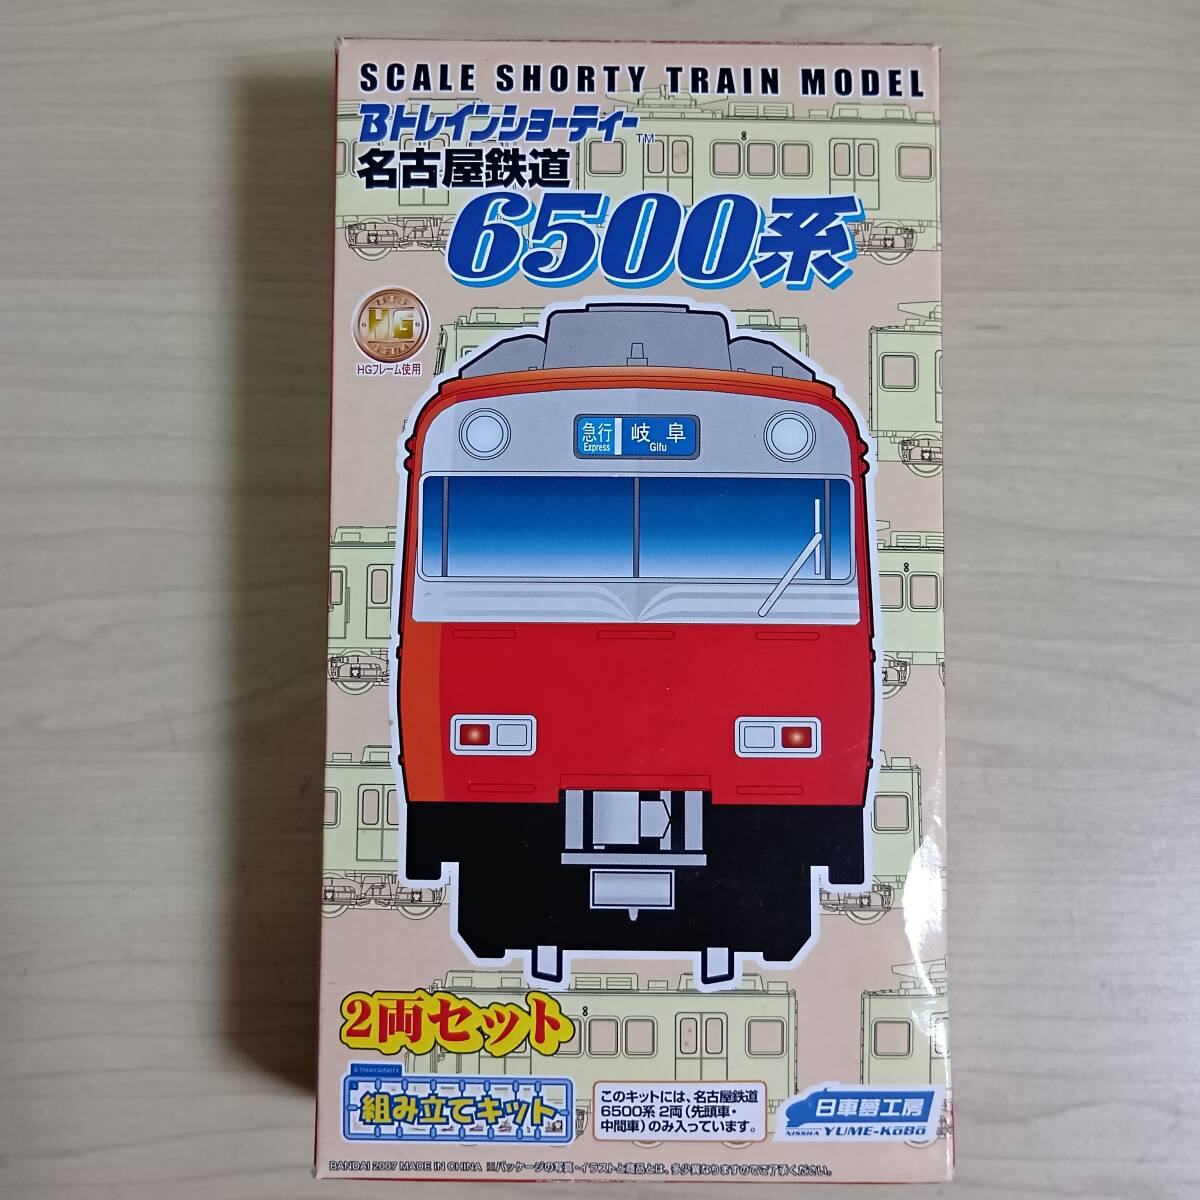 SCALE SHORTY TRAIN MODEL
Bトレインショーティー™
名古屋鉄道
6500系
HG
HGフレーム使用
急行 岐阜
Express Gifu
2両セット
B TRAIN SHORTY
組み立てキット
このキットには、名古屋鉄道
6500系 2両(先頭車・
中間車)のみ入っています。
日車夢工房
NISSHA YUME-KoBo
BANDAI 2007 MADE IN CHINA ※パッケージの写真・イラストと商品とは、多少異なりますのでご了承ください。